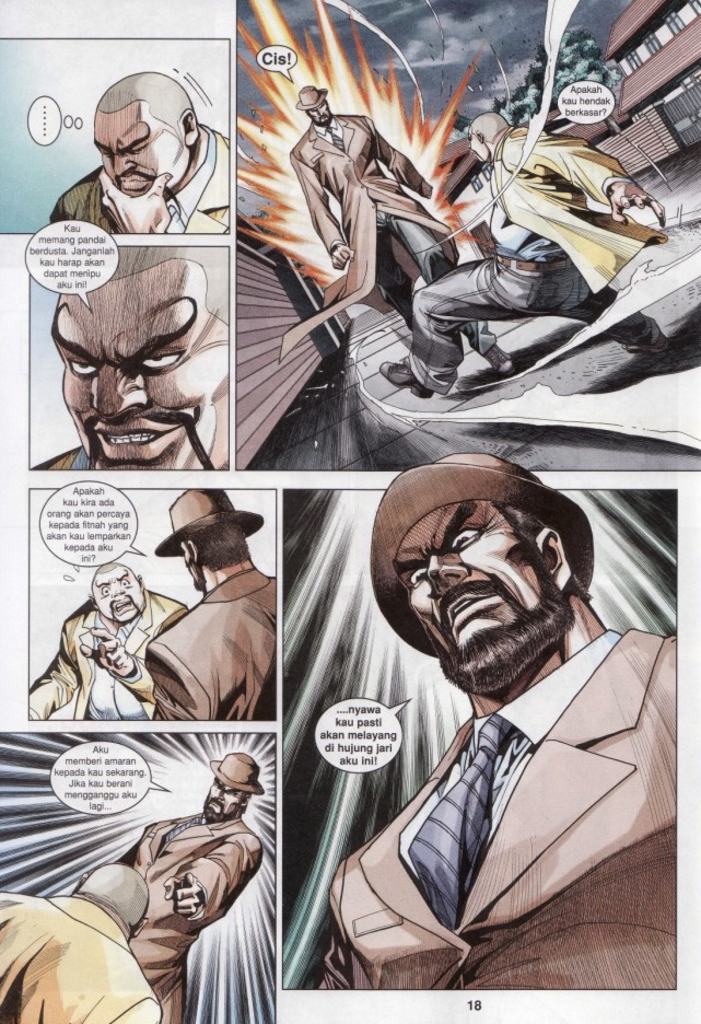 ......
Kau
memang pandai
berdusta. Janganlah
kau harap akan
dapat menipu
aku ini!
Cis!
Apakah
kau hendak
berkasar?
Apakah
kau kira ada
orang akan percaya
kepada fitnah yang
akan kau lemparkan
kepada aku
ini?
Aku
memberi amaran
kepada kau sekarang.
Jika kau berani
mengganggu aku
lagi...
....nyawa
kau pasti
akan melayang
di hujung jari
aku ini!
18